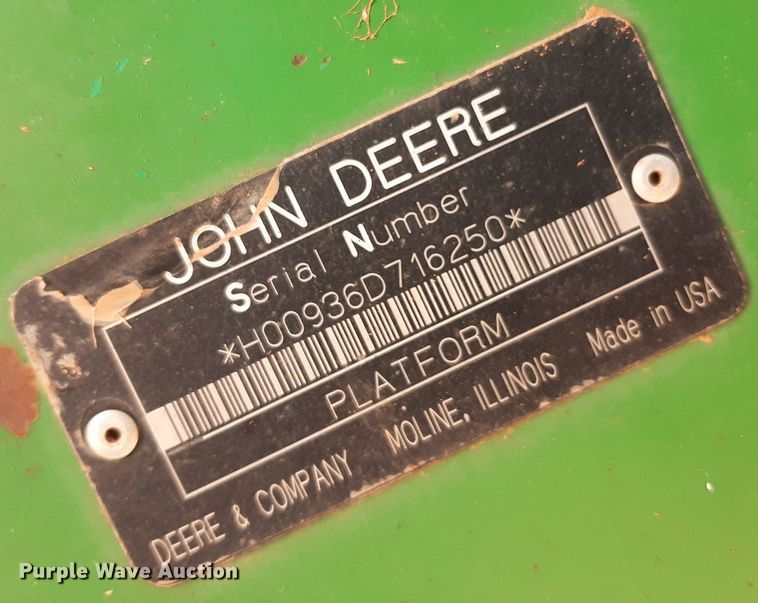 JOHN DEERE
Serial Number
*H00936D716250*
PLATFORM
DEERE & COMPANY MOLINE, ILLINOIS Made in USA
Purple Wave Auction